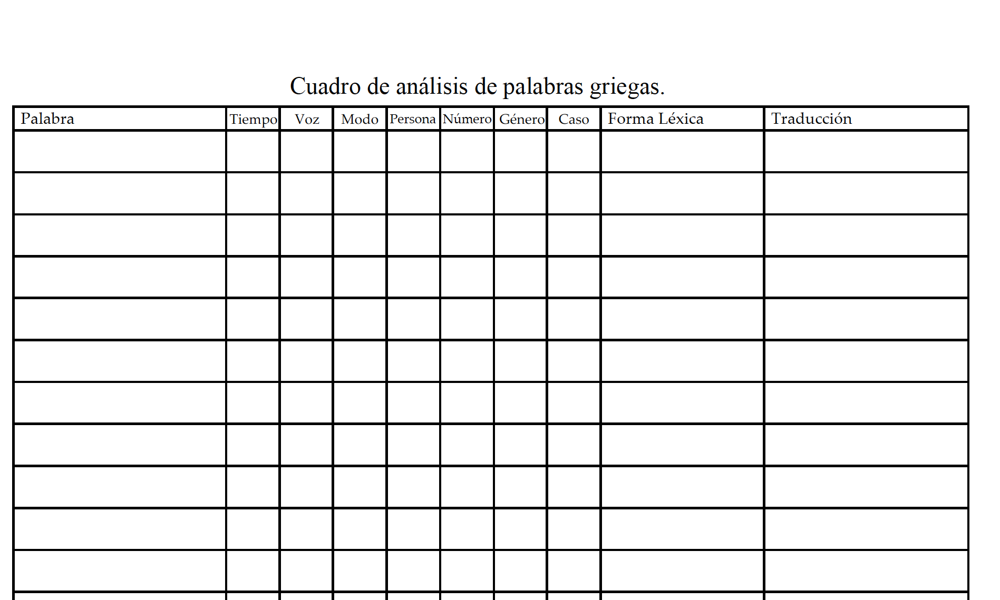 Cuadro de análisis de palabras griegas.
Palabra Tiempo Voz Modo Persona Número Género Caso Forma Léxica Traducción